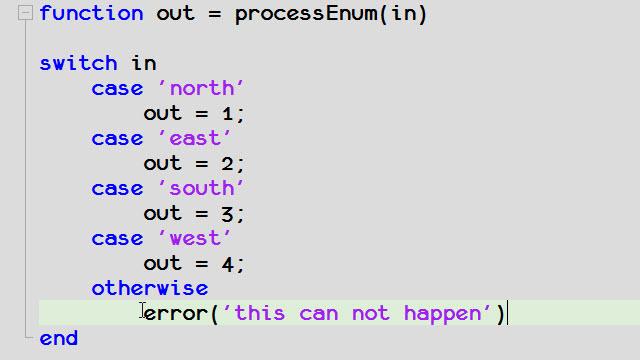 function out = processEnum(in)
switch in
case 'north'
out = 1;
case 'east'
out = 2;
case 'south'
out = 3;
case 'west'
out = 4;
otherwise
error('this can not happen')
end